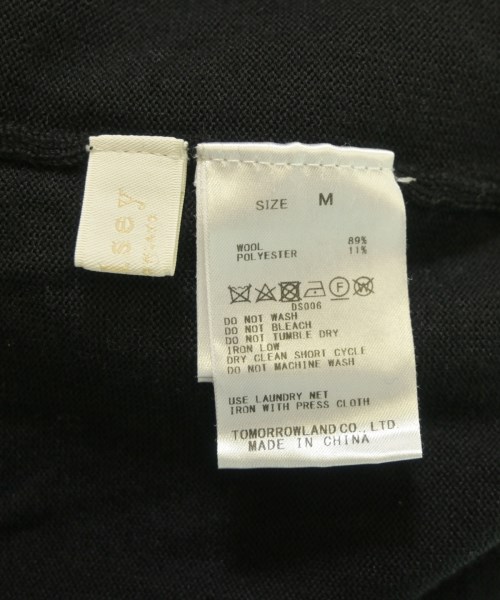 SIZE M
WOOL 89%
POLYESTER 11%
DS006
DO NOT WASH
DO NOT BLEACH
DO NOT TUMBLE DRY
IRON LOW
DRY CLEAN SHORT CYCLE
DO NOT MACHINE WASH
USE LAUNDRY NET
IRON WITH PRESS CLOTH
TOMORROWLAND CO., LTD
MADE IN CHINA